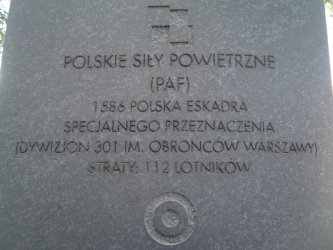 POLSKIE SIŁY POWIETRZNE
(PAF)
1586 POLSKA ESKADRA
SPECJALNEGO PRZEZNACZENIA
(DYWIZJON 301 IM. OBROŃCÓW WARSZAWY)
STRATY: 112 LOTNIKÓW